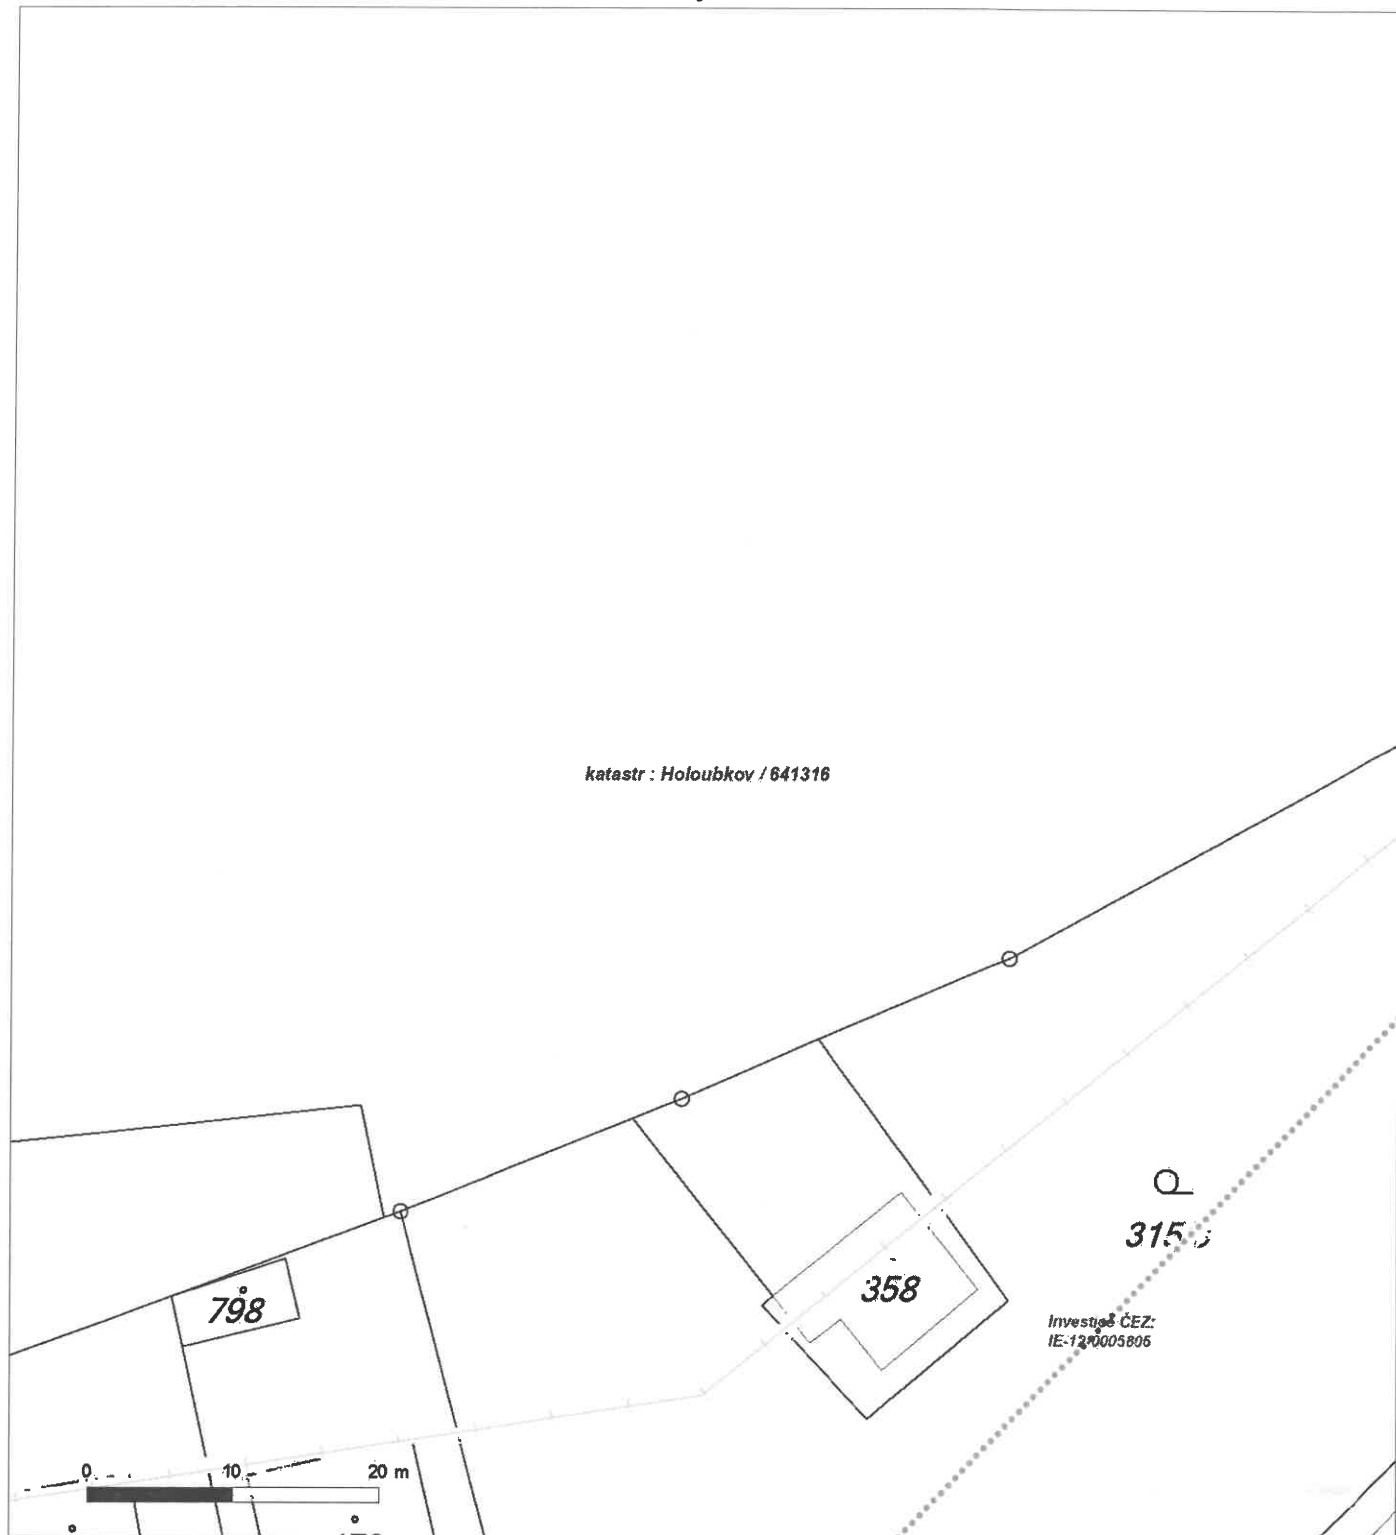 katastr : Holoubkov / 641316
358
798
Investice ČEZ:
IE-12-0005806
0 10 20 m